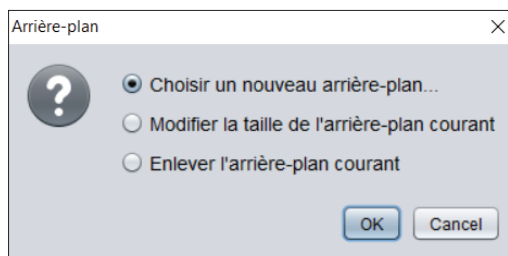 Arrière-plan
Choisir un nouveau arrière-plan...
Modifier la taille de l'arrière-plan courant
Enlever l'arrière-plan courant
OK Cancel